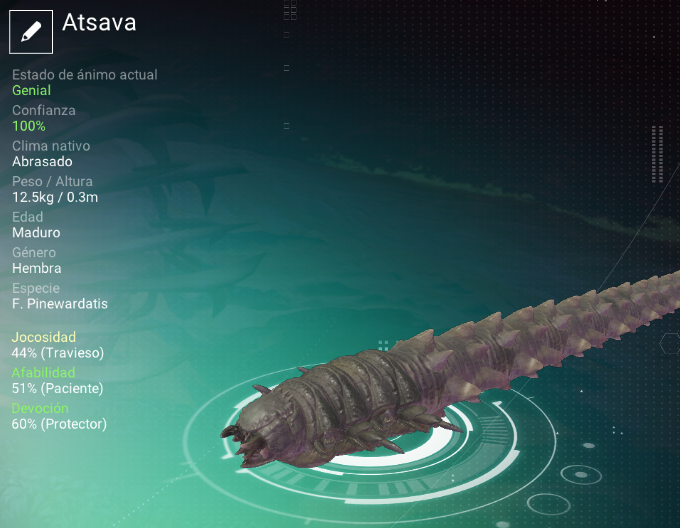 Atsava
Estado de ánimo actual
Genial
Confianza
100%
Clima nativo
Abrasado
Peso / Altura
12.5kg / 0.3m
Edad
Maduro
Género
Hembra
Especie
F. Pinewardatis
Jocosidad
44% (Travieso)
Afabilidad
51% (Paciente)
Devoción
60% (Protector)